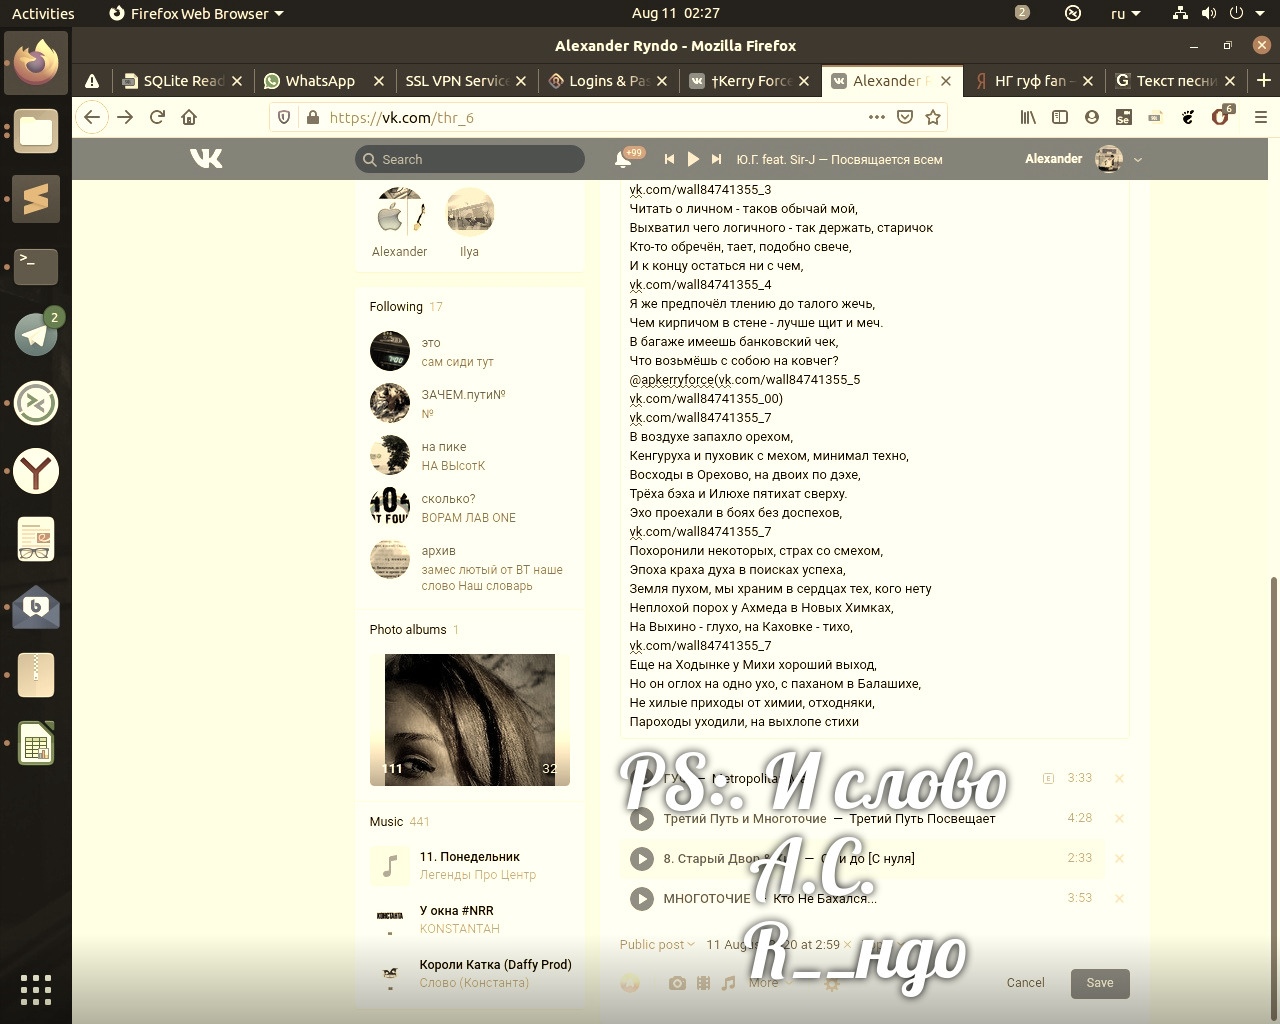 Activities
Firefox Web Browser
Aug 11 02:27
2
ru
Alexander Ryndo - Mozilla Firefox
SQLite Read
WhatsApp
SSL VPN Service
Logins & Pas
†Kerry Force
Alexander R
НГ гуф fan -
Текст песни
https://vk.com/thr_6
6
Search
+99
Ю.Г. feat. Sir-J — Посвящается всем
Alexander
2
Alexander
Ilya
Following 17
это
сам сиди тут
ЗАЧЕМ.пути№
№
на пике
НА ВЫсотК
сколько?
ВОРАМ ЛАВ ONE
архив
замес лютый от ВТ наше
слово Наш словарь
Photo albums 1
111
32
Music 441
11. Понедельник
Легенды Про Центр
У окна #NRR
KONSTANTAH
Короли Катка (Daffy Prod)
Слово (Константа)
vk.com/wall84741355_3
Читать о личном - таков обычай мой,
Выхватил чего логичного - так держать, старичок
Кто-то обречён, тает, подобно свече,
И к концу остаться ни с чем,
vk.com/wall84741355_4
Я же предпочёл тлению до талого жечь,
Чем кирпичом в стене - лучше щит и меч.
В багаже имеешь банковский чек,
Что возьмёшь с собою на ковчег?
@apkerryforce(vk.com/wall84741355_5
vk.com/wall84741355_00)
vk.com/wall84741355_7
В воздухе запахло орехом,
Кенгуруха и пуховик с мехом, минимал техно,
Восходы в Орехово, на двоих по дэхе,
Трёха бэха и Илюхе пятихат сверху.
Эхо проехали в боях без доспехов,
vk.com/wall84741355_7
Похоронили некоторых, страх со смехом,
Эпоха краха духа в поисках успеха,
Земля пухом, мы храним в сердцах тех, кого нету
Неплохой порох у Ахмеда в Новых Химках,
На Выхино - глухо, на Каховке - тихо,
vk.com/wall84741355_7
Еще на Ходынке у Михи хороший выход,
Но он оглох на одно ухо, с паханом в Балашихе,
Не хилые приходы от химии, отходняки,
Пароходы уходили, на выхлопе стихи
E 3:33
Третий Путь и Многоточие — Третий Путь Посвещает
4:28
8. Старый Двор
[С нуля]
2:33
МНОГОТОЧИЕ
Кто Не Бахался...
3:53
PS:. И слово
А.С.
R__ндо
Public post
11 Aug
20 at 2:59
More
Cancel
Save